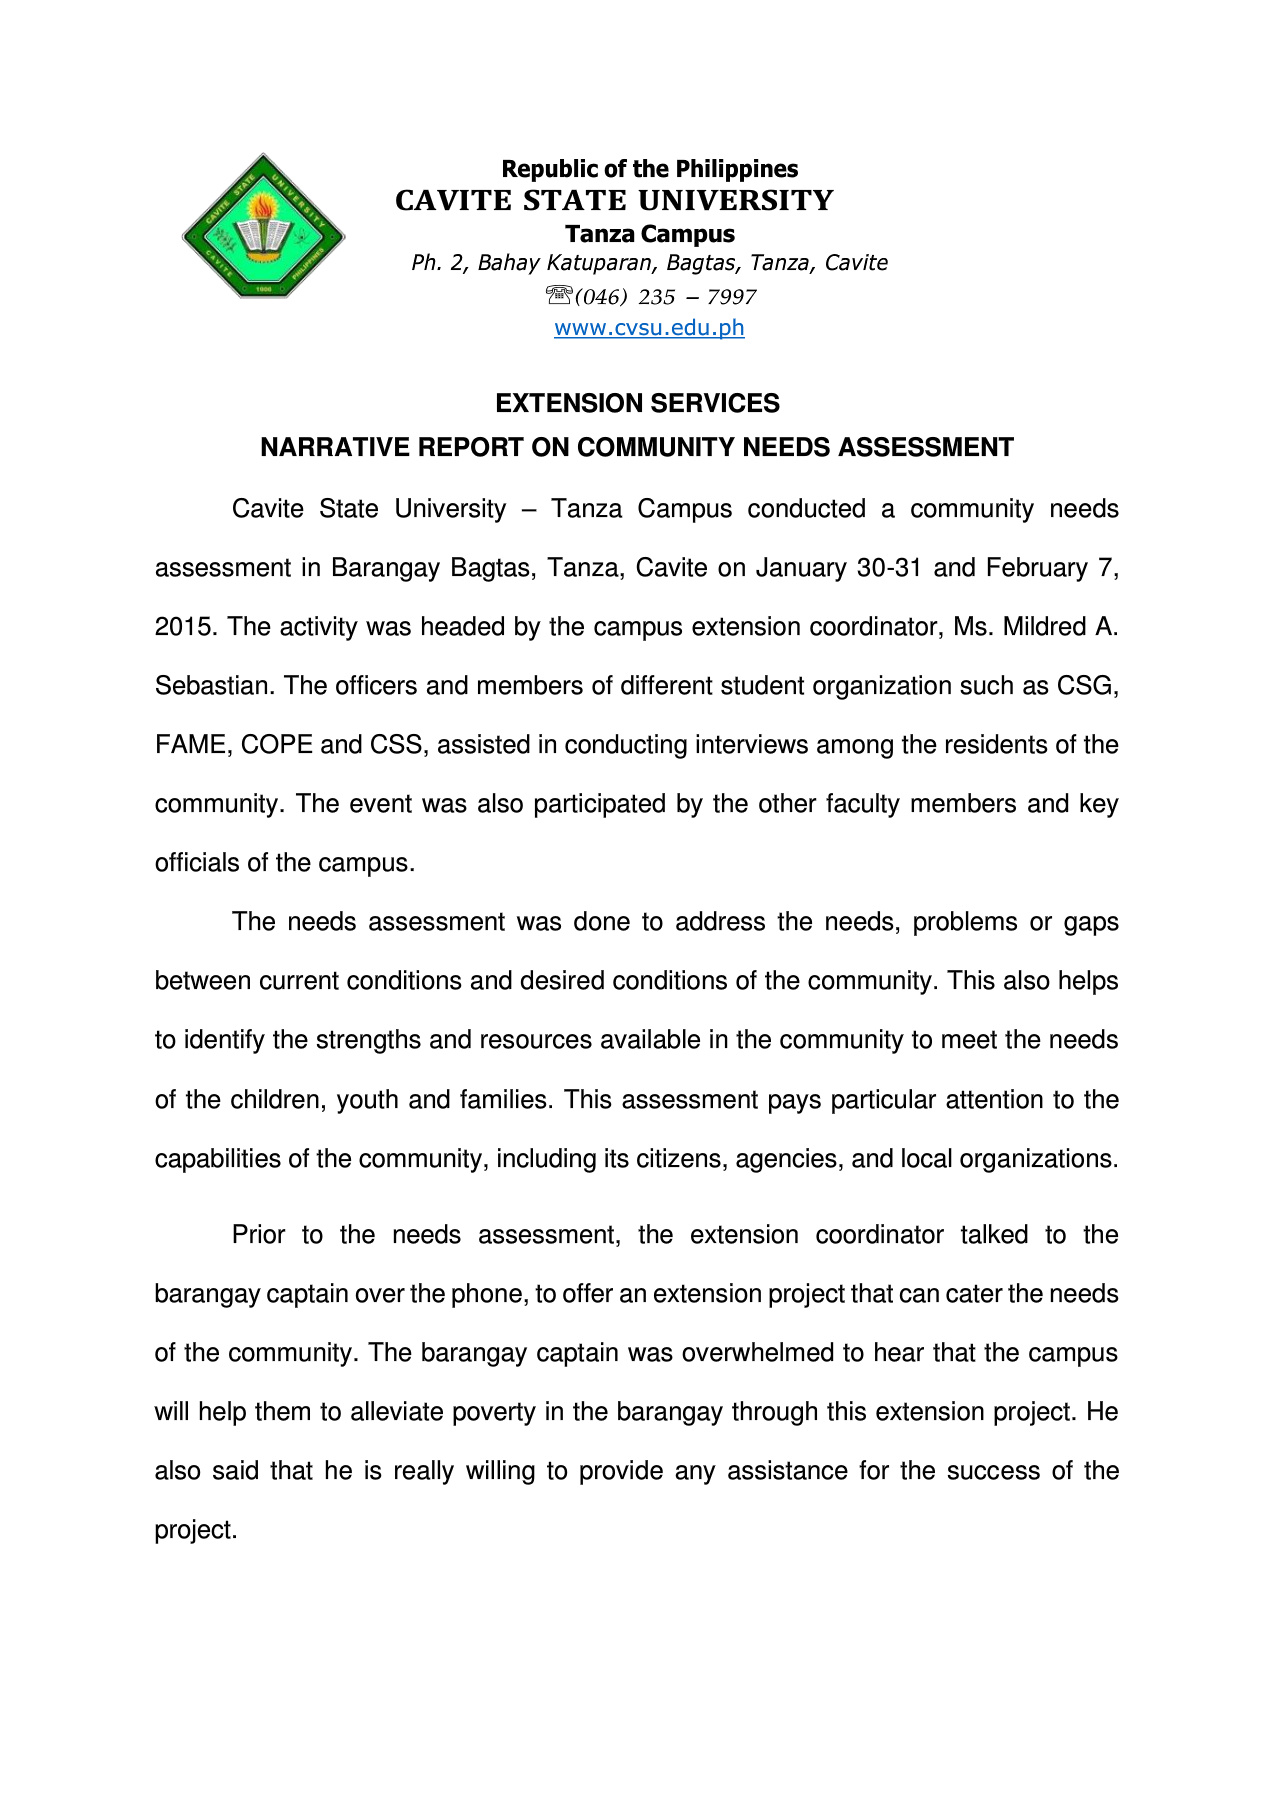 CAVITE STATE UNIVERSITY
CAVITE PHILIPPINES
1906
Republic of the Philippines
CAVITE STATE UNIVERSITY
Tanza Campus
Ph. 2, Bahay Katuparan, Bagtas, Tanza, Cavite
☏(046) 235 – 7997
www.cvsu.edu.ph
EXTENSION SERVICES
NARRATIVE REPORT ON COMMUNITY NEEDS ASSESSMENT
Cavite State University – Tanza Campus conducted a community needs
assessment in Barangay Bagtas, Tanza, Cavite on January 30-31 and February 7,
2015. The activity was headed by the campus extension coordinator, Ms. Mildred A.
Sebastian. The officers and members of different student organization such as CSG,
FAME, COPE and CSS, assisted in conducting interviews among the residents of the
community. The event was also participated by the other faculty members and key
officials of the campus.
The needs assessment was done to address the needs, problems or gaps
between current conditions and desired conditions of the community. This also helps
to identify the strengths and resources available in the community to meet the needs
of the children, youth and families. This assessment pays particular attention to the
capabilities of the community, including its citizens, agencies, and local organizations.
Prior to the needs assessment, the extension coordinator talked to the
barangay captain over the phone, to offer an extension project that can cater the needs
of the community. The barangay captain was overwhelmed to hear that the campus
will help them to alleviate poverty in the barangay through this extension project. He
also said that he is really willing to provide any assistance for the success of the
project.